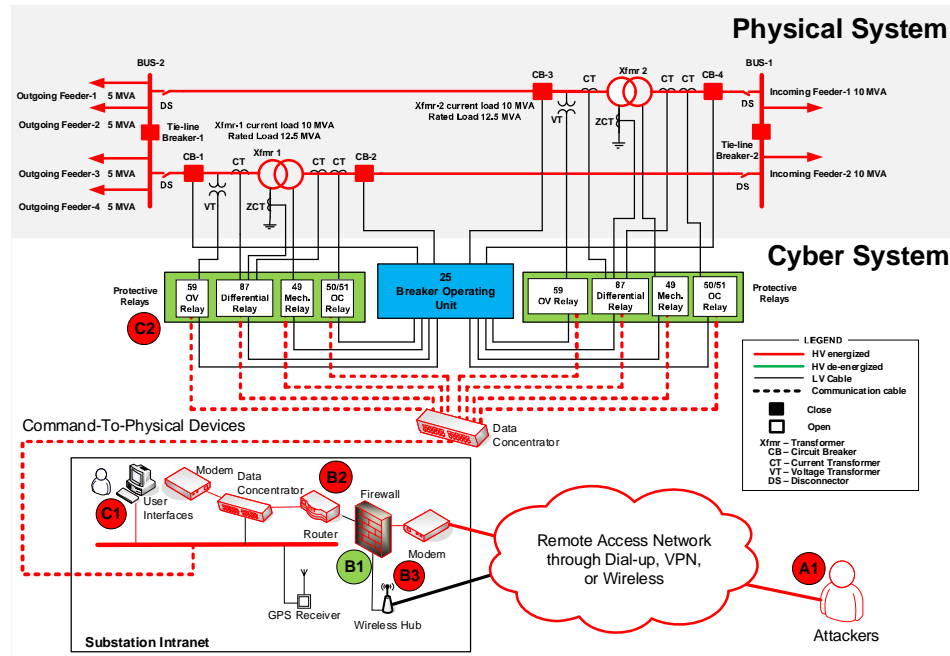 Physical System
BUS-2
CB-3
CT
Xfmr 2
CT
CT
CB-4
BUS-1
Outgoing Feeder-1 5 MVA
DS
Incoming Feeder-1 10 MVA
DS
Outgoing Feeder-2 5 MVA
Xfmr-2 current load 10 MVA
Rated Load 12.5 MVA
VT
ZCT
Tie-line
Breaker-1
Xfmr-1 current load 10 MVA
Rated Load 12.5 MVA
Tie-line
Breaker-2
CB-1
CT
Xfmr 1
CT
CT
CB-2
Outgoing Feeder-3 5 MVA
DS
Incoming Feeder-2 10 MVA
DS
Outgoing Feeder-4 5 MVA
VT
ZCT
Cyber System
Protective
Relays
59
OV
Relay
87
Differential
Relay
49
Mech.
Relay
50/51
OC
Relay
25
Breaker Operating
Unit
59
OV Relay
87
Differential
Relay
49
Mech.
Relay
50/51
OC
Relay
Protective
Relays
C2
LEGEND
HV energized
HV de-energized
LV Cable
Communication cable
Close
Open
Xfmr – Transformer
CB – Circuit Breaker
CT – Current Transformer
VT – Voltage Transformer
DS – Disconnector
Command-To-Physical Devices
Data
Concentrator
Modem
Data
Concentrator
B2
Firewall
C1
User
Interfaces
Router
Modem
B1
B3
GPS Receiver
Wireless Hub
Substation Intranet
Remote Access Network
through Dial-up, VPN,
or Wireless
A1
Attackers